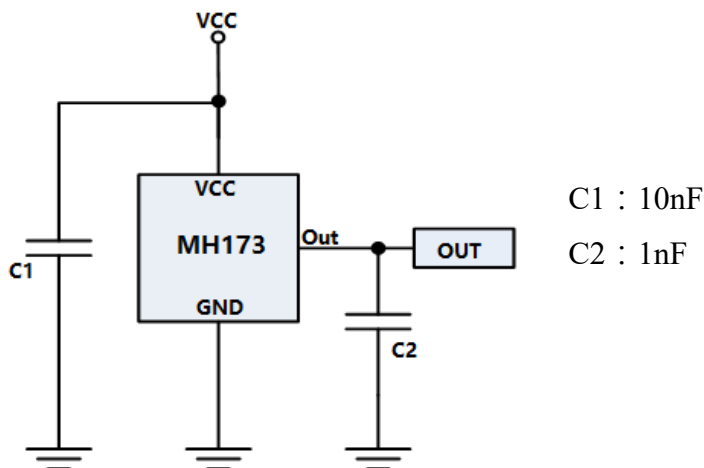 VCC
VCC
MH173
Out
OUT
GND
C1
C2
C1：10nF
C2：1nF